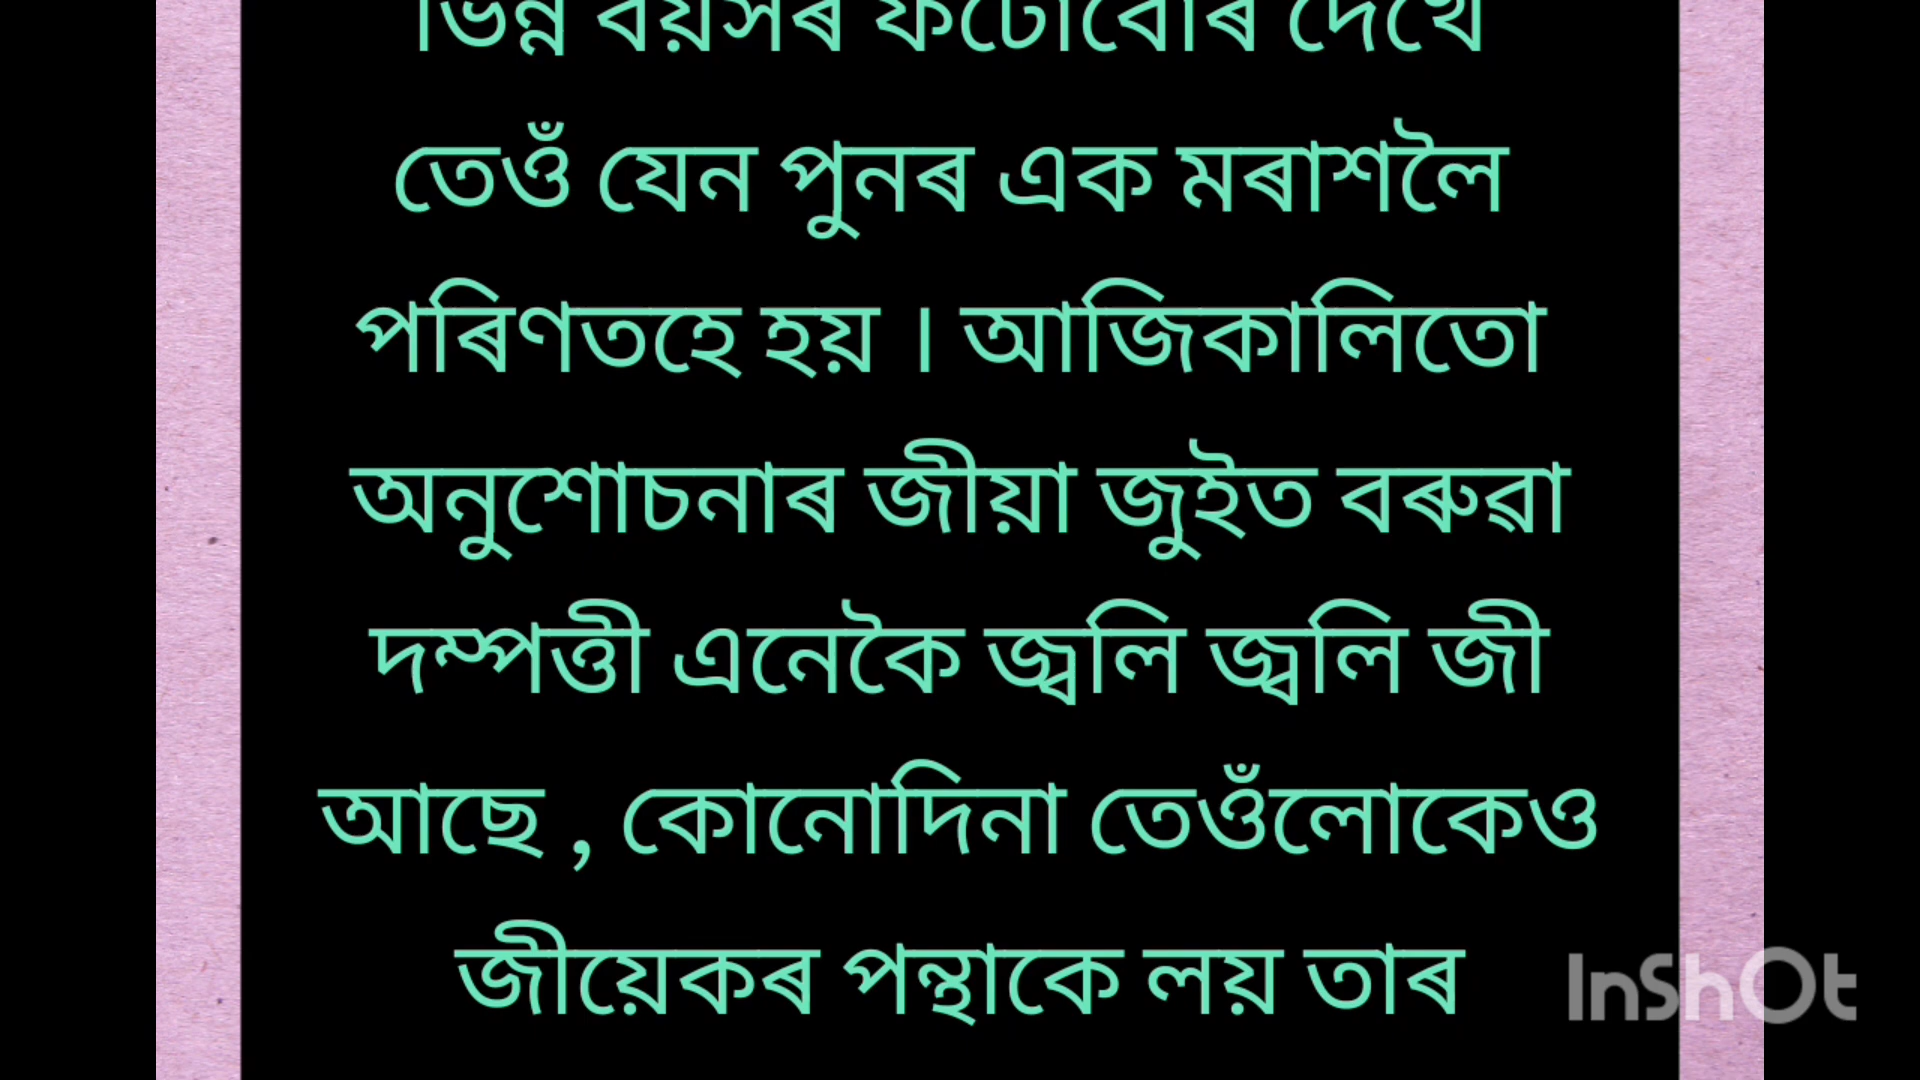 ভিন্ন বয়সৰ ফটোবোৰ দেখে
তেওঁ যেন পুনৰ এক মৰাশলৈ
পৰিণতহে হয় । আজিকালিতো
অনুশোচনাৰ জীয়া জুইত বৰুৱা
দম্পত্তী এনেকৈ জ্বলি জ্বলি জী
আছে , কোনোদিনা তেওঁলোকেও
জীয়েকৰ পন্থাকে লয় তাৰ
InShOt